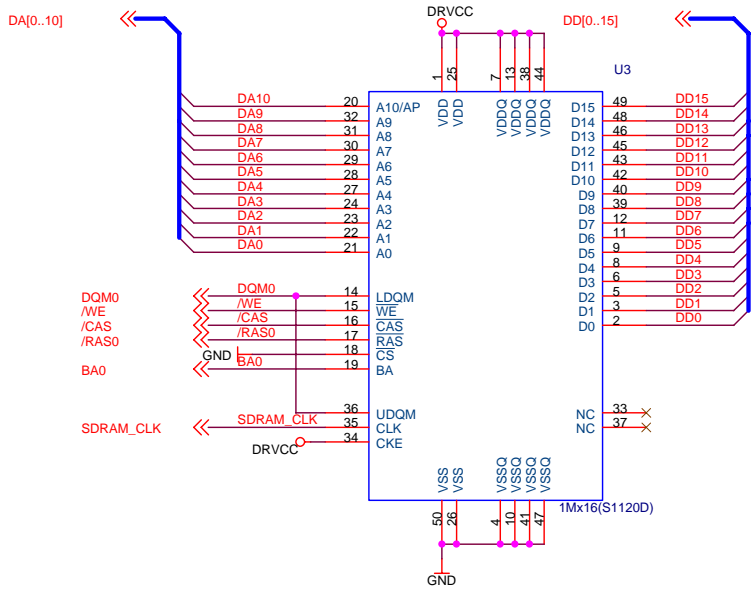 DA[0..10] DRVCC DD[0..15]
U3
1 25 7 13 38 44
VDD VDD VDDQ VDDQ VDDQ VDDQ
DA10 20 A10/AP D15 49 DD15
DA9 32 A9 D14 48 DD14
DA8 31 A8 D13 46 DD13
DA7 30 A7 D12 45 DD12
DA6 29 A6 D11 43 DD11
DA5 28 A5 D10 42 DD10
DA4 27 A4 D9 40 DD9
DA3 24 A3 D8 39 DD8
DA2 23 A2 D7 12 DD7
DA1 22 A1 D6 11 DD6
DA0 21 A0 D5 9 DD5
D4 8 DD4
D3 6 DD3
DQM0 DQM0 14 LDQM D2 5 DD2
/WE /WE 15 WE D1 3 DD1
/CAS /CAS 16 CAS D0 2 DD0
/RAS0 /RAS0 17 RAS
GND 18 CS
BA0 BA0 19 BA
36 UDQM NC 33
SDRAM_CLK SDRAM_CLK 35 CLK NC 37
DRVCC 34 CKE
VSS VSS VSSQ VSSQ VSSQ VSSQ
1Mx16(S1120D)
50 26 4 10 41 47
GND